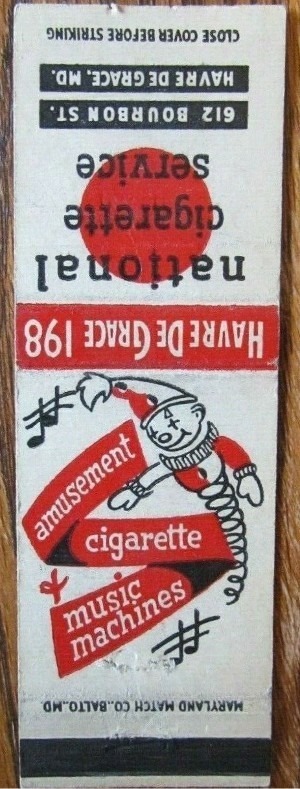 CLOSE COVER BEFORE STRIKING
national
cigarette
service
612 BOURBON ST.
HAVRE DE GRACE, MD.
HAVRE DE GRACE 198
amusement
cigarette
&
music
machines
MARYLAND MATCH CO., BALTO., MD.